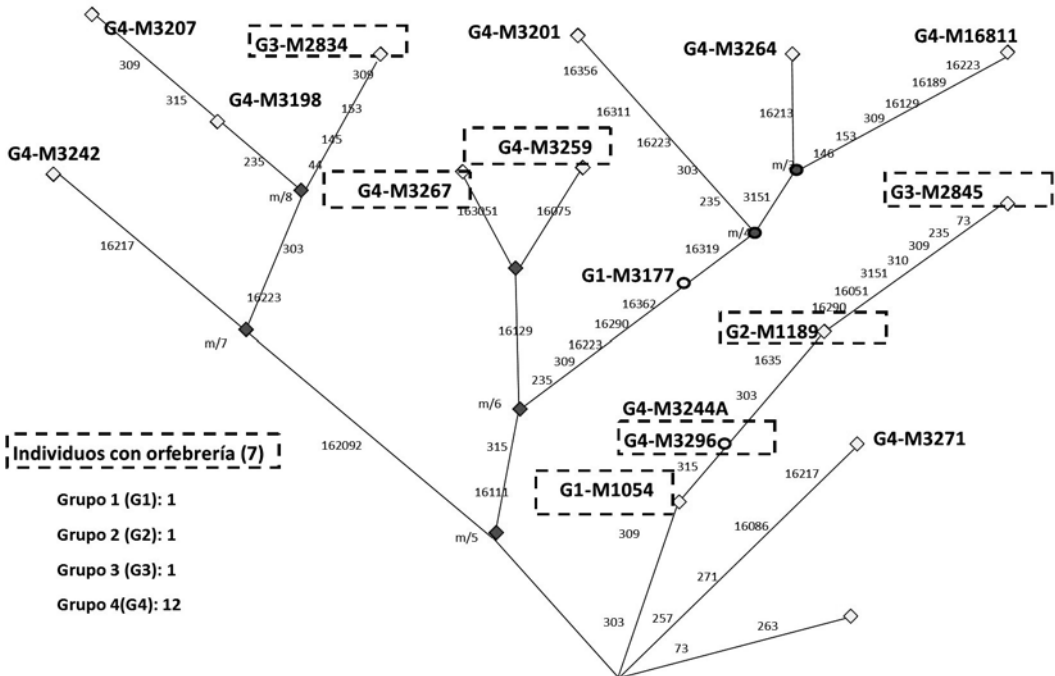 G4-M3207
G4-M3201
G4-M16811
G3-M2834
G4-M3264
16223
309
309
16356
16189
315
153
16311
16213
16129
309
G4-M3198
145
16223
153
146
G4-M3259
G4-M3242
235
44
303
m/3
G4-M3267
m/8
235
3151
G3-M2845
163051
16075
73
m/4
235
16217
303
16319
309
310
G1-M3177
3151
16051
16223
16362
16290
16290
m/7
16129
16223
G2-M1189
309
235
1635
m/6
303
G4-M3244A
Individuos con orfebrería (7)
162092
315
G4-M3296
G4-M3271
315
16217
16111
G1-M1054
Grupo 1 (G1): 1
16086
309
Grupo 2 (G2): 1
m/5
271
Grupo 3 (G3): 1
Grupo 4(G4): 12
303
257
263
73